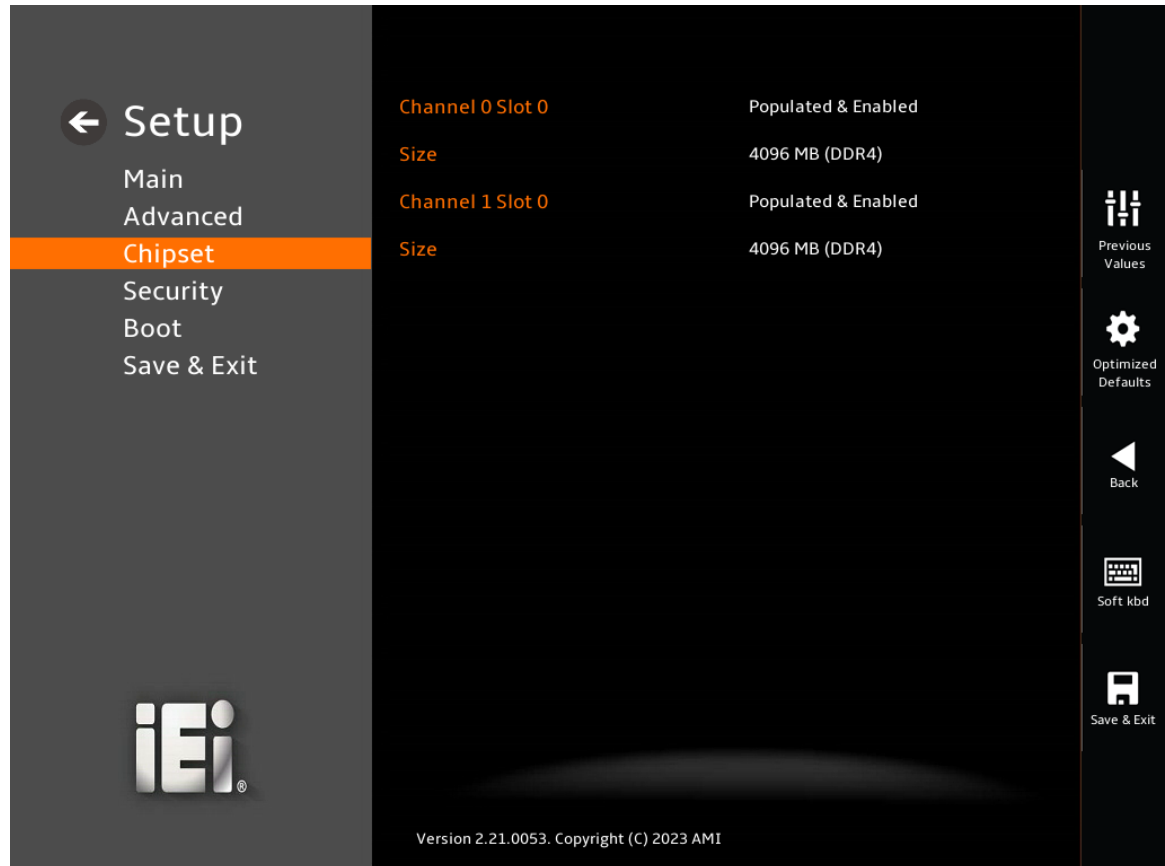 Setup
Main
Advanced
Chipset
Security
Boot
Save & Exit
iEi®
Channel 0 Slot 0 Populated & Enabled
Size 4096 MB (DDR4)
Channel 1 Slot 0 Populated & Enabled
Size 4096 MB (DDR4)
Version 2.21.0053. Copyright (C) 2023 AMI
Previous
Values
Optimized
Defaults
Back
Soft kbd
Save & Exit